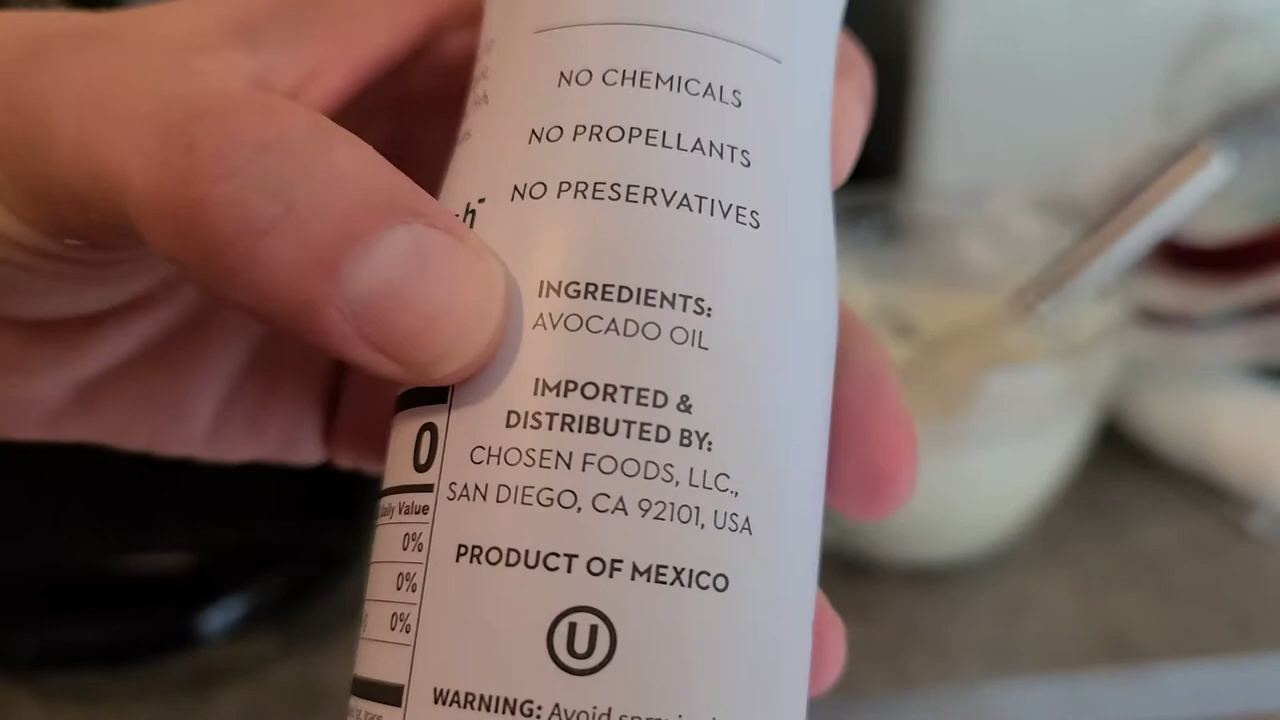 NO CHEMICALS
NO PROPELLANTS
NO PRESERVATIVES
INGREDIENTS:
AVOCADO OIL
IMPORTED &
DISTRIBUTED BY:
CHOSEN FOODS, LLC.,
SAN DIEGO, CA 92101, USA
PRODUCT OF MEXICO
U
WARNING: Avoid
0
Value
0%
0%
0%